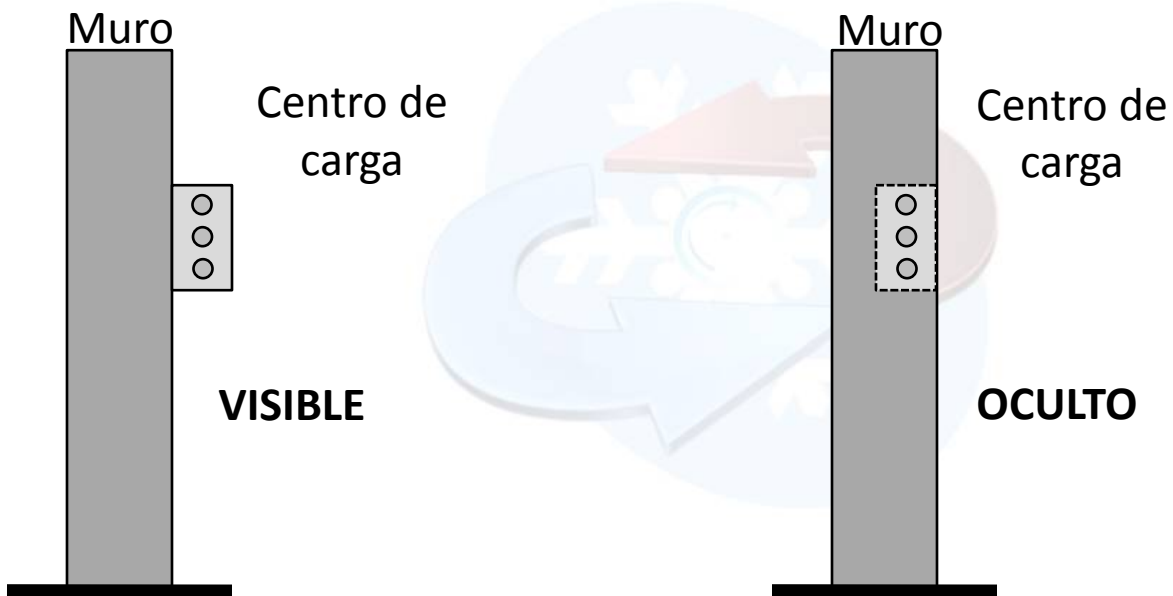 Muro
Centro de
carga
VISIBLE
Muro
Centro de
carga
OCULTO